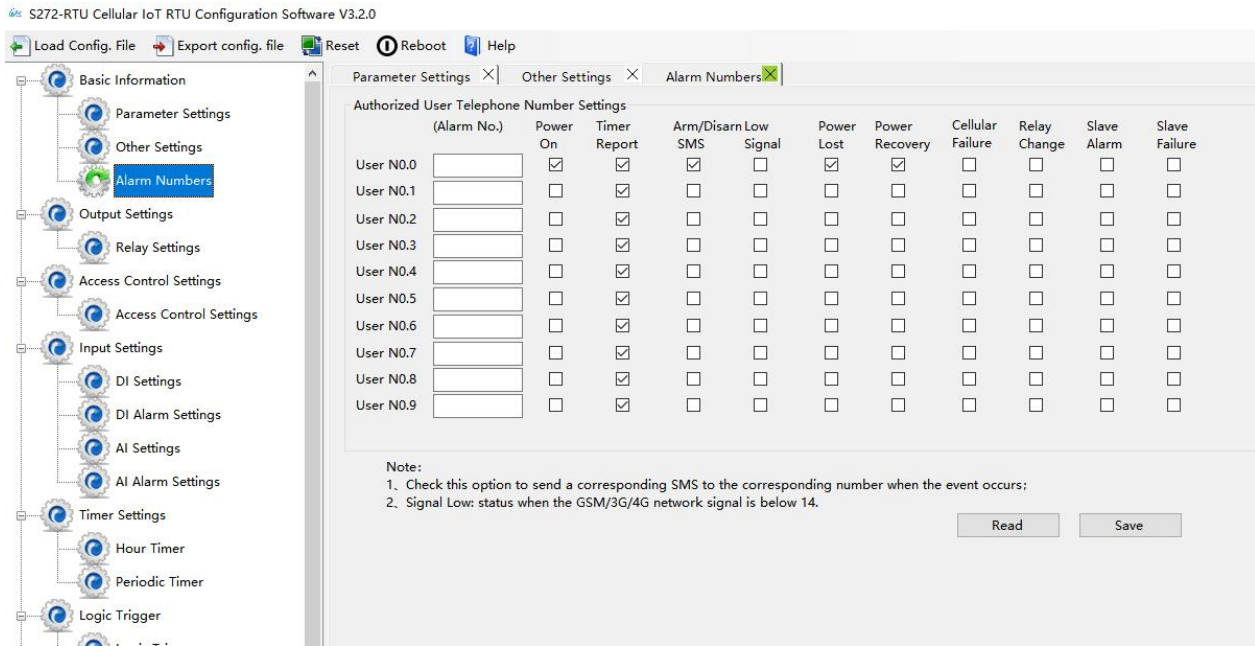 S272-RTU Cellular IoT RTU Configuration Software V3.2.0
Load Config. File Export config. file Reset Reboot Help
Basic Information
Parameter Settings
Other Settings
Alarm Numbers
Output Settings
Relay Settings
Access Control Settings
Access Control Settings
Input Settings
DI Settings
DI Alarm Settings
AI Settings
AI Alarm Settings
Timer Settings
Hour Timer
Periodic Timer
Logic Trigger
Parameter Settings Other Settings Alarm Numbers
Authorized User Telephone Number Settings
(Alarm No.) Power On Timer Report Arm/Disarn SMS Low Signal Power Lost Power Recovery Cellular Failure Relay Change Slave Alarm Slave Failure
User N0.0
User N0.1
User N0.2
User N0.3
User N0.4
User N0.5
User N0.6
User N0.7
User N0.8
User N0.9
Note:
1、Check this option to send a corresponding SMS to the corresponding number when the event occurs;
2、Signal Low: status when the GSM/3G/4G network signal is below 14.
Read Save